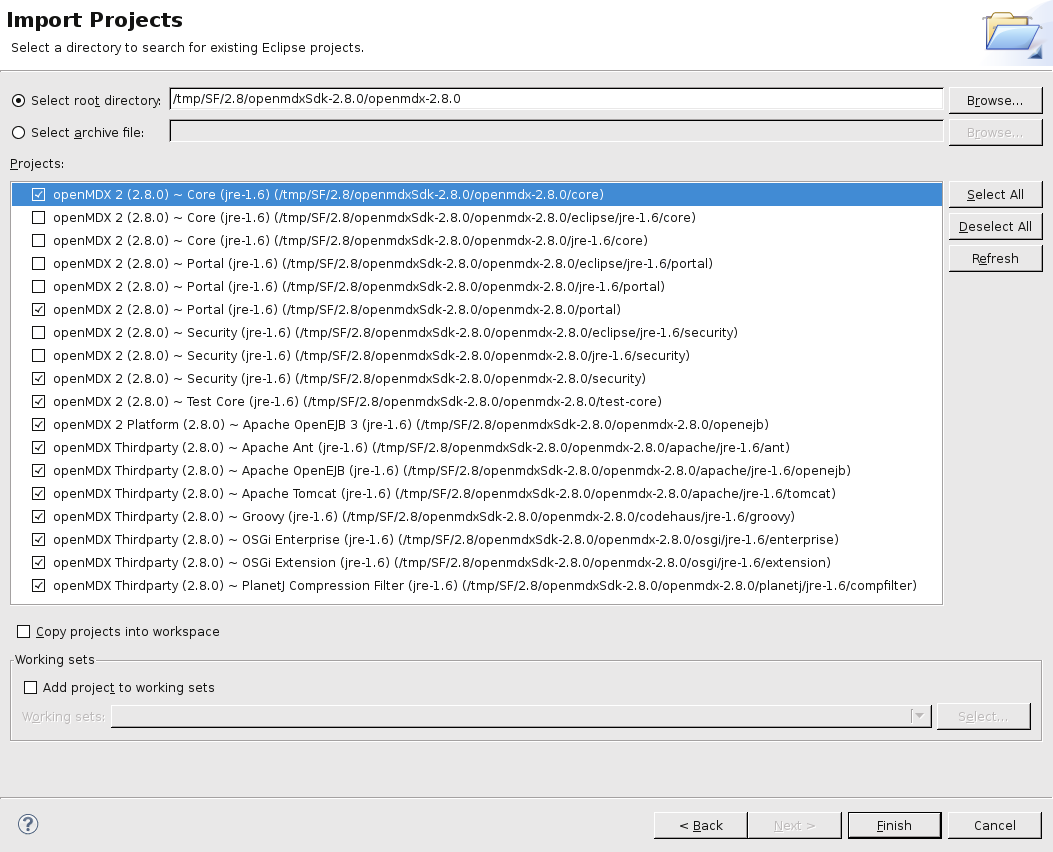 Import Projects
Select a directory to search for existing Eclipse projects.
Select root directory: /tmp/SF/2.8/openmdxSdk-2.8.0/openmdx-2.8.0 Browse...
Select archive file: Browse...
Projects:
openMDX 2 (2.8.0) ~ Core (jre-1.6) (/tmp/SF/2.8/openmdxSdk-2.8.0/openmdx-2.8.0/core) Select All
openMDX 2 (2.8.0) ~ Core (jre-1.6) (/tmp/SF/2.8/openmdxSdk-2.8.0/openmdx-2.8.0/eclipse/jre-1.6/core) Deselect All
openMDX 2 (2.8.0) ~ Core (jre-1.6) (/tmp/SF/2.8/openmdxSdk-2.8.0/openmdx-2.8.0/jre-1.6/core)
openMDX 2 (2.8.0) ~ Portal (jre-1.6) (/tmp/SF/2.8/openmdxSdk-2.8.0/openmdx-2.8.0/eclipse/jre-1.6/portal) Refresh
openMDX 2 (2.8.0) ~ Portal (jre-1.6) (/tmp/SF/2.8/openmdxSdk-2.8.0/openmdx-2.8.0/jre-1.6/portal)
openMDX 2 (2.8.0) ~ Portal (jre-1.6) (/tmp/SF/2.8/openmdxSdk-2.8.0/openmdx-2.8.0/portal)
openMDX 2 (2.8.0) ~ Security (jre-1.6) (/tmp/SF/2.8/openmdxSdk-2.8.0/openmdx-2.8.0/eclipse/jre-1.6/security)
openMDX 2 (2.8.0) ~ Security (jre-1.6) (/tmp/SF/2.8/openmdxSdk-2.8.0/openmdx-2.8.0/jre-1.6/security)
openMDX 2 (2.8.0) ~ Security (jre-1.6) (/tmp/SF/2.8/openmdxSdk-2.8.0/openmdx-2.8.0/security)
openMDX 2 (2.8.0) ~ Test Core (jre-1.6) (/tmp/SF/2.8/openmdxSdk-2.8.0/openmdx-2.8.0/test-core)
openMDX 2 Platform (2.8.0) ~ Apache OpenEJB 3 (jre-1.6) (/tmp/SF/2.8/openmdxSdk-2.8.0/openmdx-2.8.0/openejb)
openMDX Thirdparty (2.8.0) ~ Apache Ant (jre-1.6) (/tmp/SF/2.8/openmdxSdk-2.8.0/openmdx-2.8.0/apache/jre-1.6/ant)
openMDX Thirdparty (2.8.0) ~ Apache OpenEJB (jre-1.6) (/tmp/SF/2.8/openmdxSdk-2.8.0/openmdx-2.8.0/apache/jre-1.6/openejb)
openMDX Thirdparty (2.8.0) ~ Apache Tomcat (jre-1.6) (/tmp/SF/2.8/openmdxSdk-2.8.0/openmdx-2.8.0/apache/jre-1.6/tomcat)
openMDX Thirdparty (2.8.0) ~ Groovy (jre-1.6) (/tmp/SF/2.8/openmdxSdk-2.8.0/openmdx-2.8.0/codehaus/jre-1.6/groovy)
openMDX Thirdparty (2.8.0) ~ OSGi Enterprise (jre-1.6) (/tmp/SF/2.8/openmdxSdk-2.8.0/openmdx-2.8.0/osgi/jre-1.6/enterprise)
openMDX Thirdparty (2.8.0) ~ OSGi Extension (jre-1.6) (/tmp/SF/2.8/openmdxSdk-2.8.0/openmdx-2.8.0/osgi/jre-1.6/extension)
openMDX Thirdparty (2.8.0) ~ PlanetJ Compression Filter (jre-1.6) (/tmp/SF/2.8/openmdxSdk-2.8.0/openmdx-2.8.0/planetj/jre-1.6/compfilter)
Copy projects into workspace
Working sets
Add project to working sets
Working sets: Select...
? < Back Next > Finish Cancel